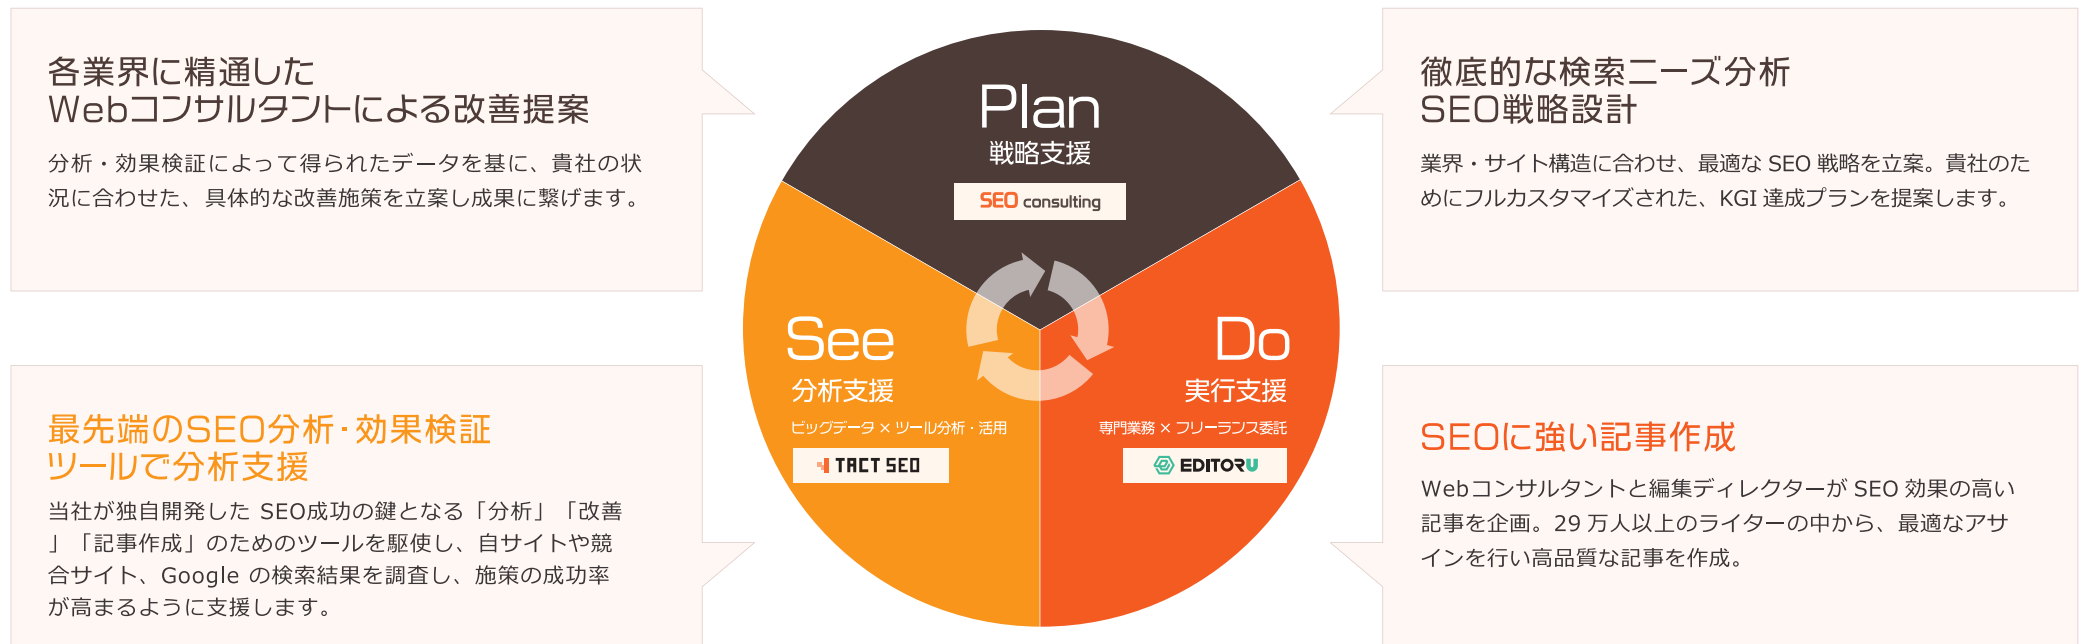 各業界に精通した
Webコンサルタントによる改善提案
分析・効果検証によって得られたデータを基に、貴社の状
況に合わせた、具体的な改善施策を立案し成果に繋げます。
Plan
戦略支援
SEO consulting
徹底的な検索ニーズ分析
SEO戦略設計
業界・サイト構造に合わせ、最適な SEO 戦略を立案。貴社のた
めにフルカスタマイズされた、KGI 達成プランを提案します。
See
分析支援
ビッグデータ × ツール分析・活用
TACT SEO
Do
実行支援
専門業務 × フリーランス委託
EDITORU
最先端のSEO分析・効果検証
ツールで分析支援
当社が独自開発した SEO成功の鍵となる「分析」「改善
」「記事作成」のためのツールを駆使し、自サイトや競
合サイト、Google の検索結果を調査し、施策の成功率
が高まるように支援します。
SEOに強い記事作成
Webコンサルタントと編集ディレクターが SEO 効果の高い
記事を企画。29 万人以上のライターの中から、最適なアサ
インを行い高品質な記事を作成。